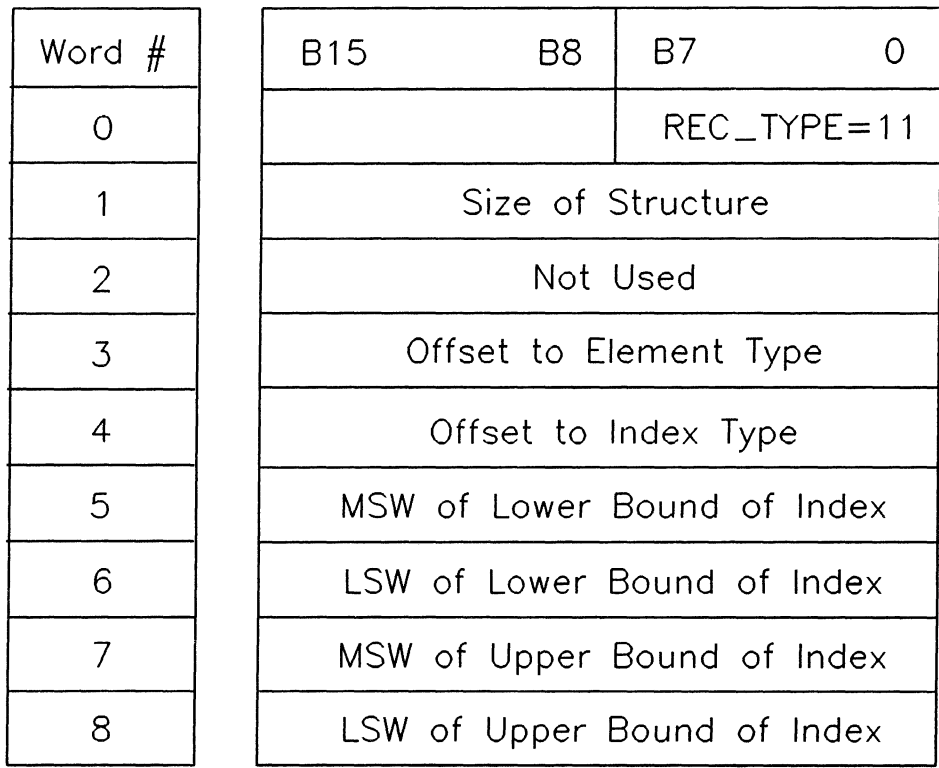 Word # B15 B8 B7 0
0 REC_TYPE=11
1 Size of Structure
2 Not Used
3 Offset to Element Type
4 Offset to Index Type
5 MSW of Lower Bound of Index
6 LSW of Lower Bound of Index
7 MSW of Upper Bound of Index
8 LSW of Upper Bound of Index